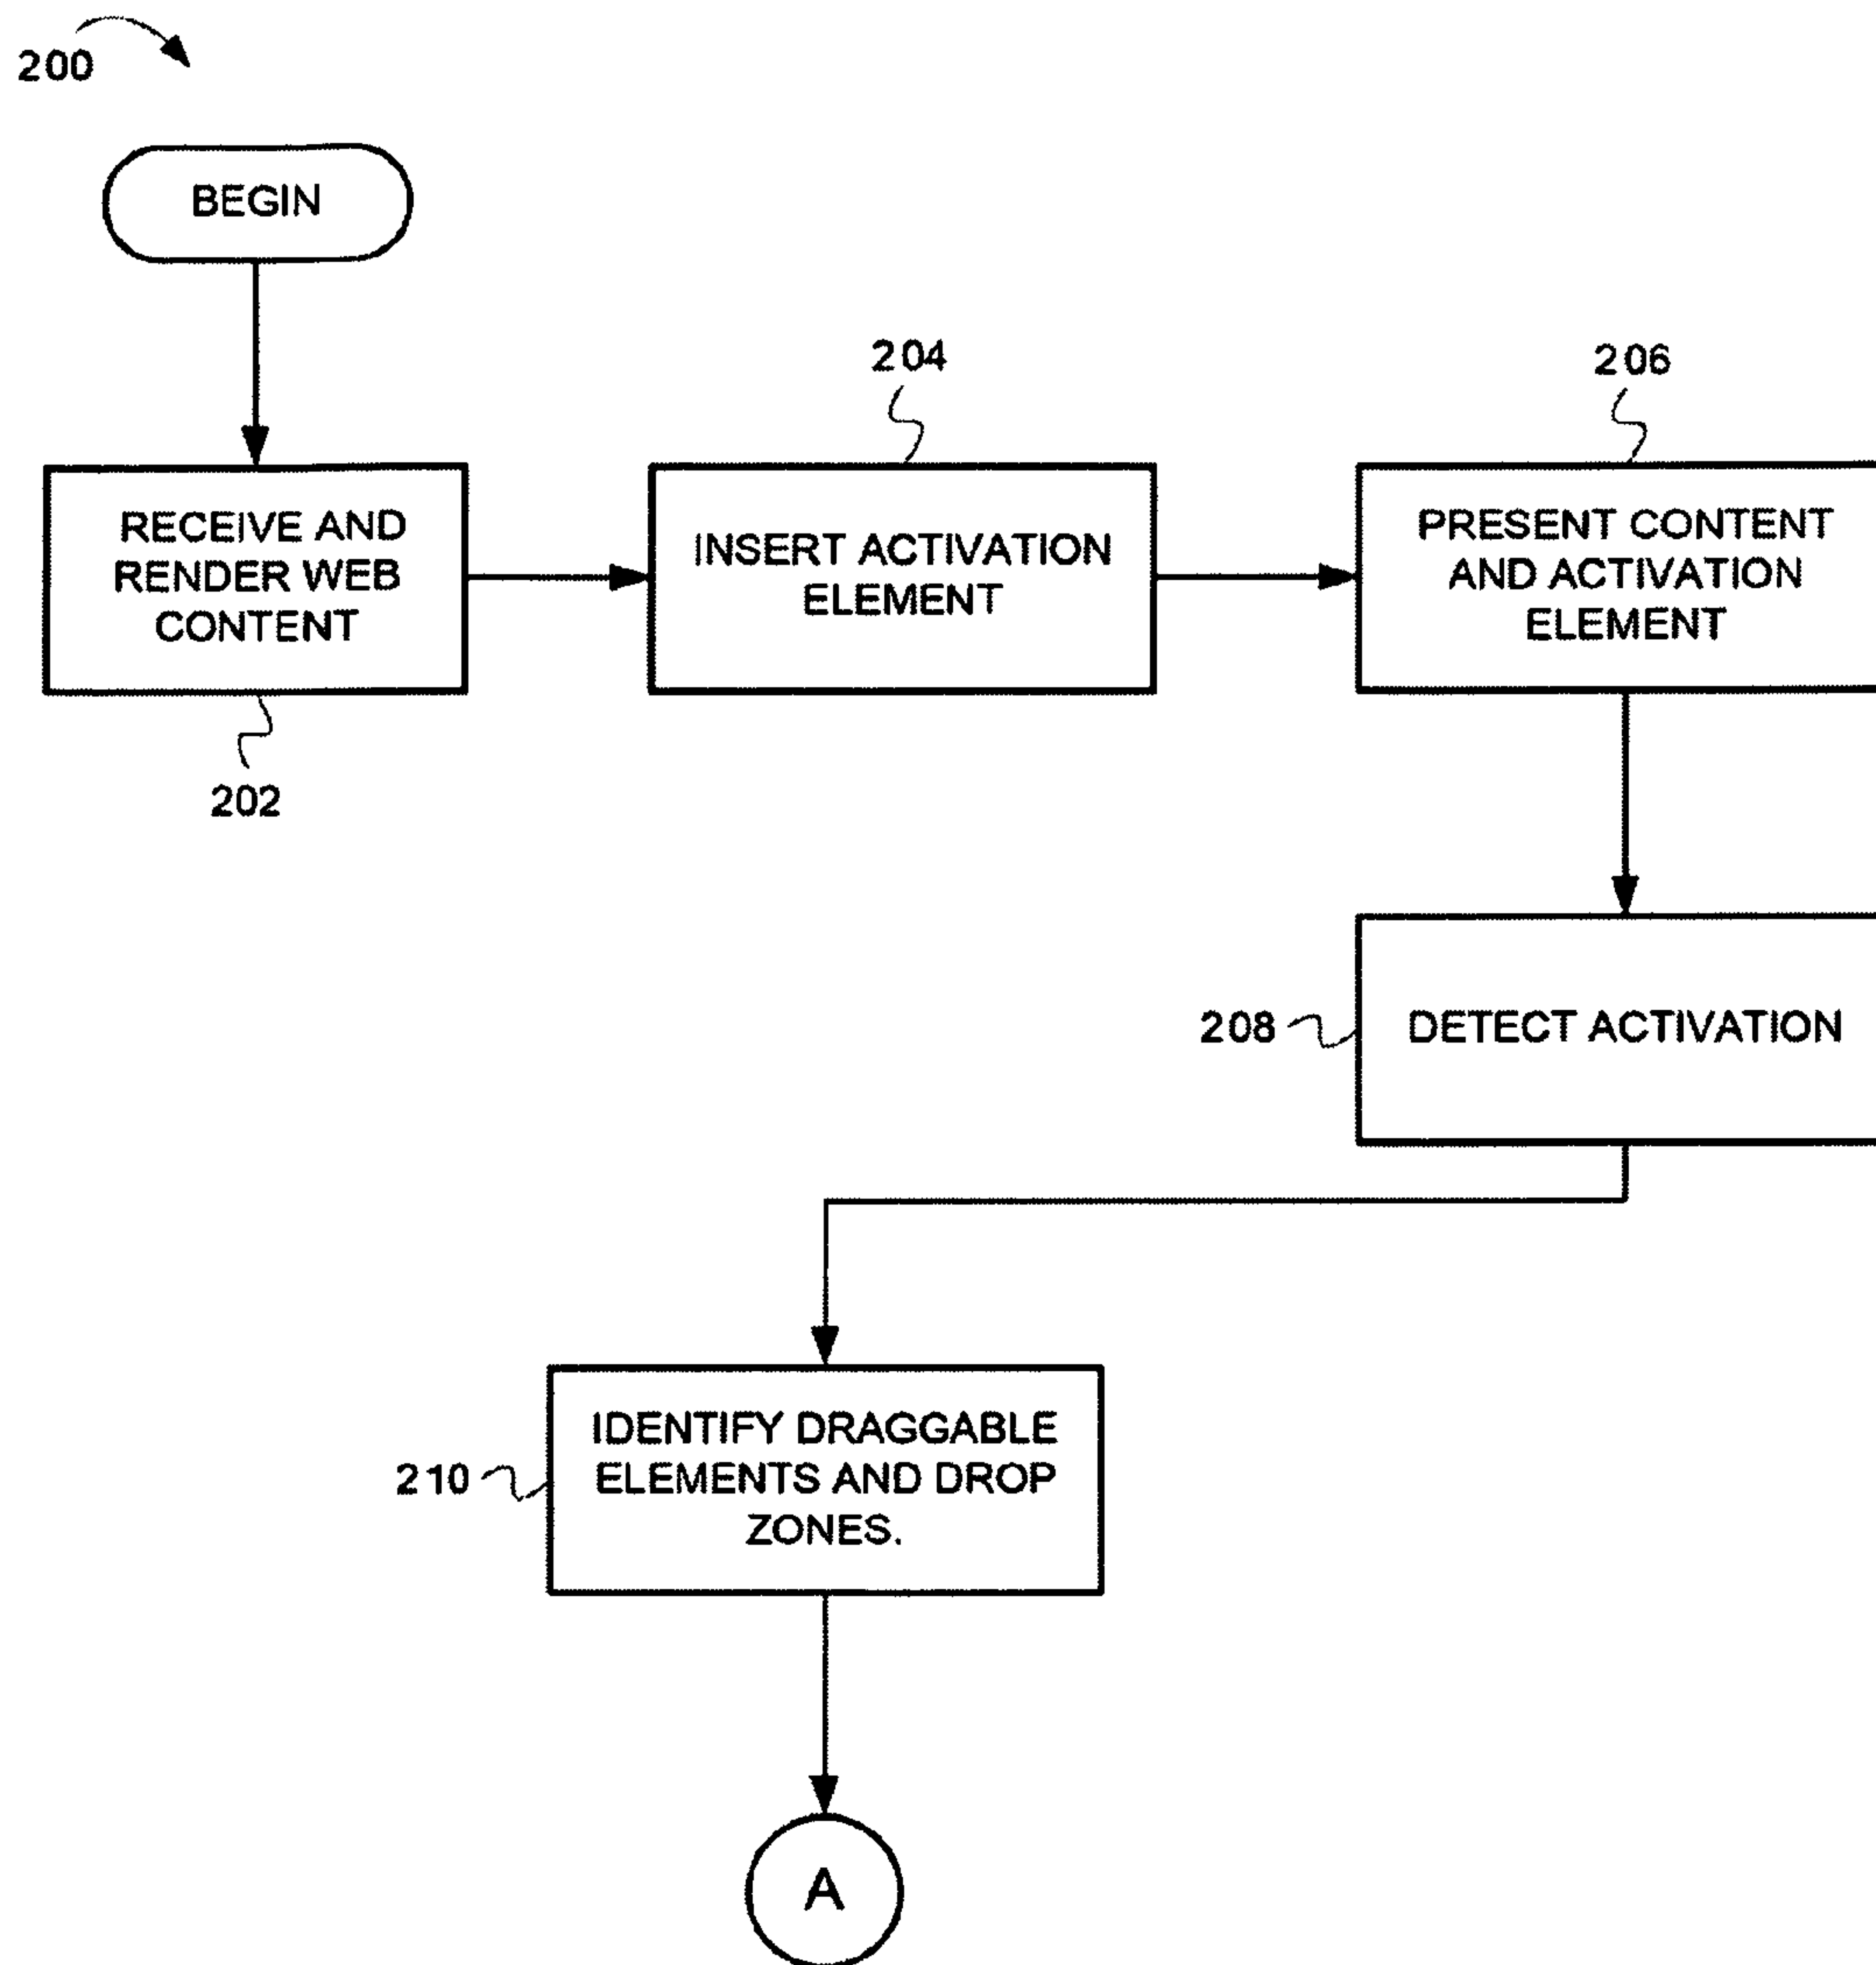 200
BEGIN
204
206
RECEIVE AND
RENDER WEB
CONTENT
INSERT ACTIVATION
ELEMENT
PRESENT CONTENT
AND ACTIVATION
ELEMENT
202
208
DETECT ACTIVATION
210
IDENTIFY DRAGGABLE
ELEMENTS AND DROP
ZONES.
A